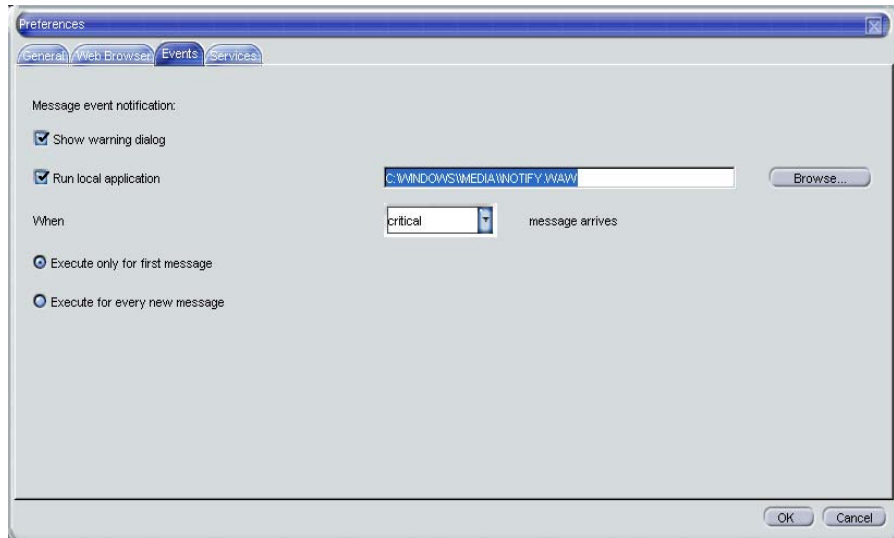 Preferences
General Web Browser Events Services
Message event notification:
Show warning dialog
Run local application C:\WINDOWS\\MEDIA\\NOTIFY.WAW Browse...
When critical message arrives
Execute only for first message
Execute for every new message
OK Cancel